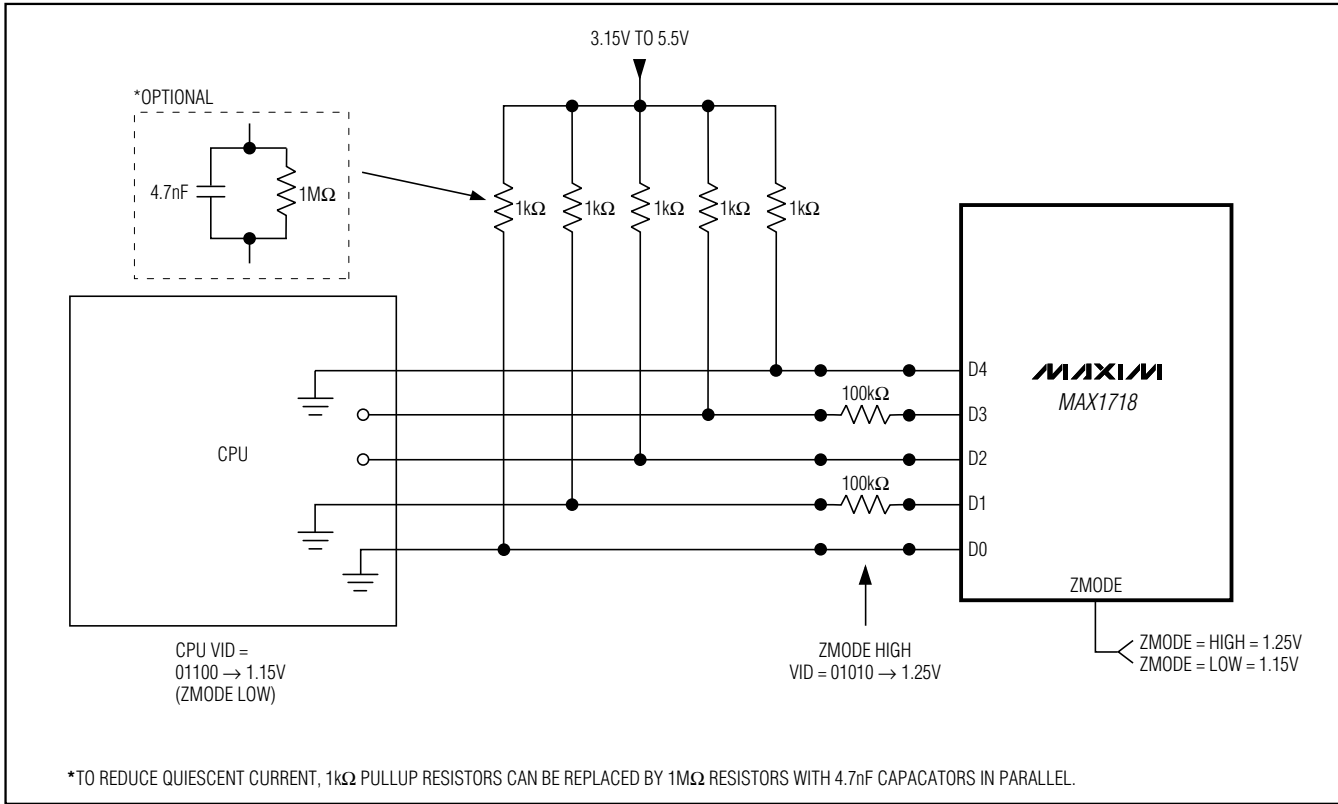 3.15V TO 5.5V
*OPTIONAL
4.7nF
1MΩ
1kΩ
1kΩ
1kΩ
1kΩ
1kΩ
D4
MAXIM
MAX1718
100kΩ
D3
CPU
D2
100kΩ
D1
D0
ZMODE
CPU VID =
01100 → 1.15V
(ZMODE LOW)
ZMODE HIGH
VID = 01010 → 1.25V
ZMODE = HIGH = 1.25V
ZMODE = LOW = 1.15V
*TO REDUCE QUIESCENT CURRENT, 1kΩ PULLUP RESISTORS CAN BE REPLACED BY 1MΩ RESISTORS WITH 4.7nF CAPACATORS IN PARALLEL.